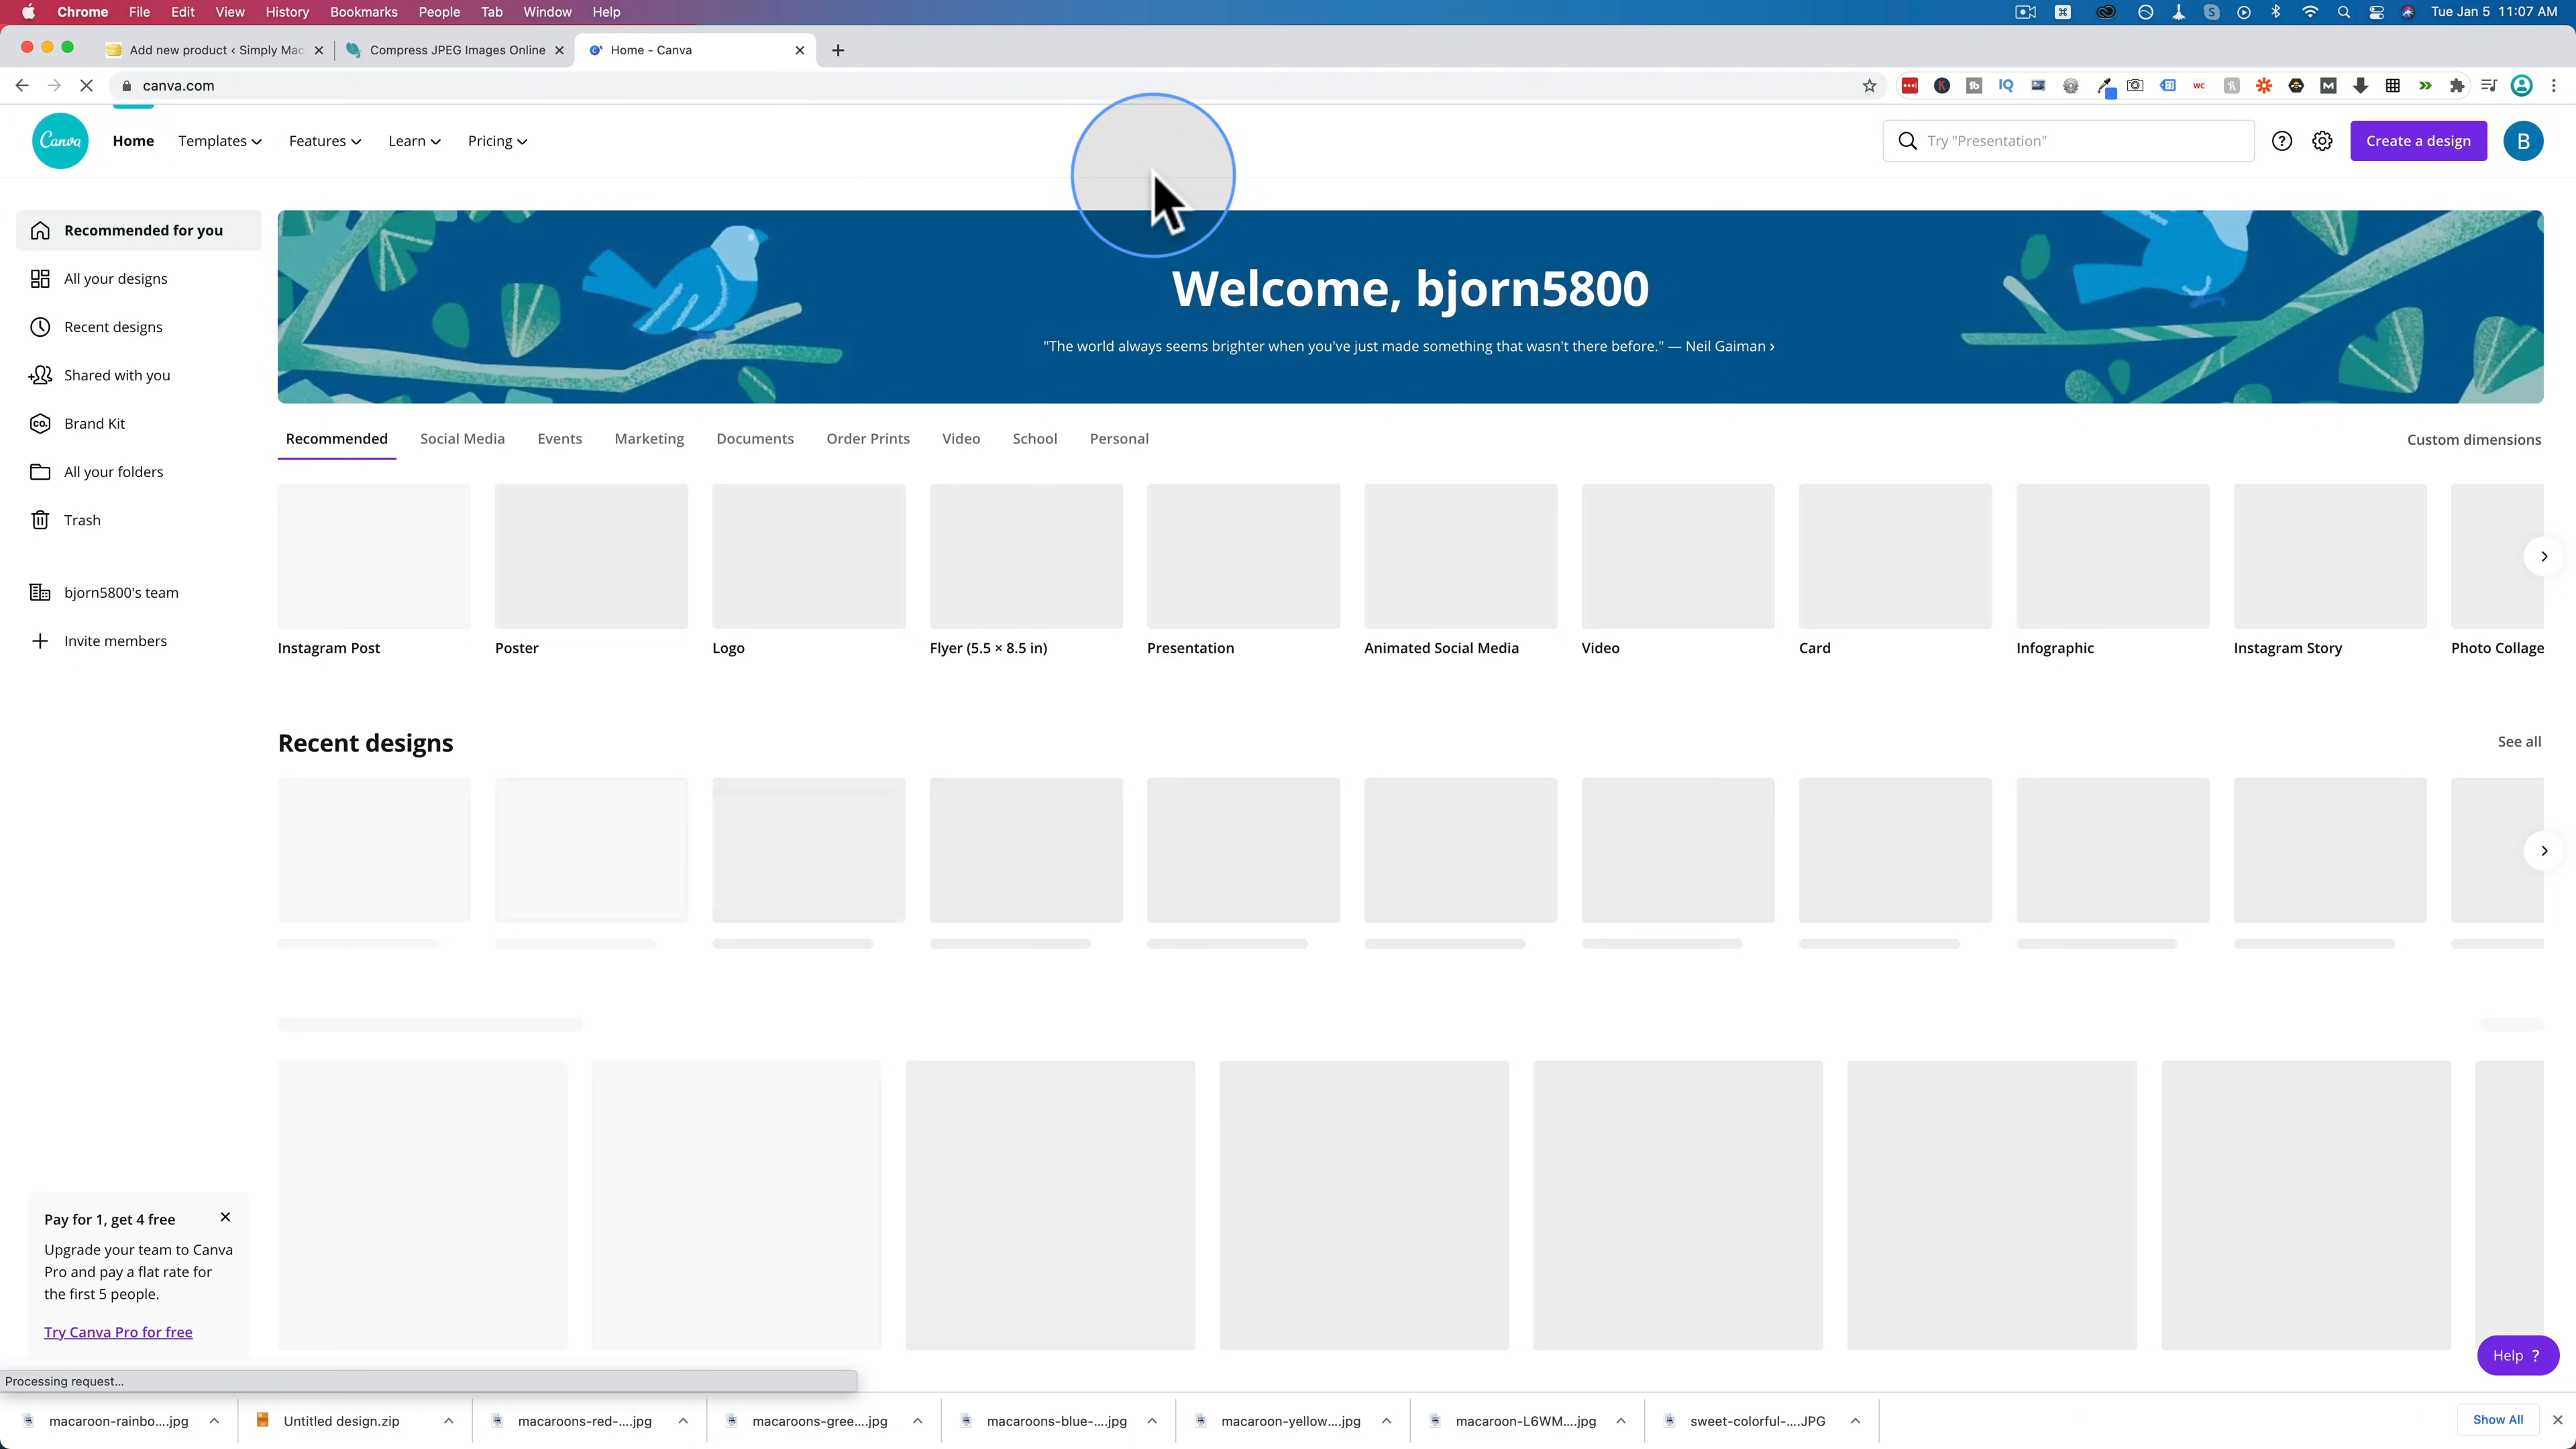 Chrome File Edit View History Bookmarks People Tab Window Help Tue Jan 5 11:07 AM
Add new product ‹ Simply Mac
Compress JPEG Images Online
Home - Canva
canva.com
Canva Home Templates Features Learn Pricing
Try "Presentation"
Create a design
B
Recommended for you
All your designs
Recent designs
Shared with you
Brand Kit
All your folders
Trash
bjorn5800's team
Invite members
Welcome, bjorn5800
"The world always seems brighter when you've just made something that wasn't there before." — Neil Gaiman ›
Recommended Social Media Events Marketing Documents Order Prints Video School Personal Custom dimensions
Instagram Post Poster Logo Flyer (5.5 × 8.5 in) Presentation Animated Social Media Video Card Infographic Instagram Story Photo Collage
Recent designs See all
Pay for 1, get 4 free
Upgrade your team to Canva
Pro and pay a flat rate for
the first 5 people.
Try Canva Pro for free
Help ?
Processing request...
macaroon-rainbo....jpg Untitled design.zip macaroons-red-....jpg macaroons-gree....jpg macaroons-blue-....jpg macaroon-yellow....jpg macaroon-L6WM....jpg sweet-colorful-....JPG Show All